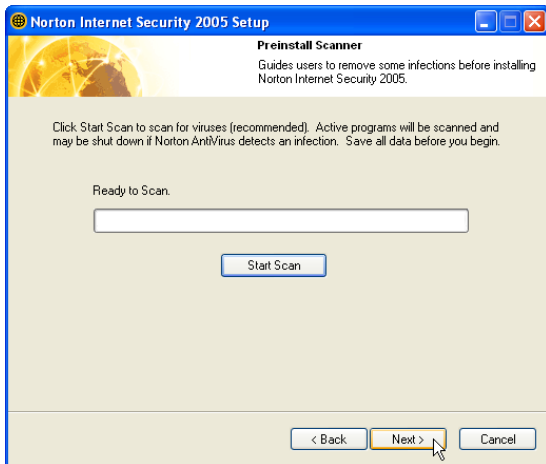 Norton Internet Security 2005 Setup
Preinstall Scanner
Guides users to remove some infections before installing
Norton Internet Security 2005.
Click Start Scan to scan for viruses (recommended). Active programs will be scanned and
may be shut down if Norton AntiVirus detects an infection. Save all data before you begin.
Ready to Scan.
Start Scan
< Back Next > Cancel